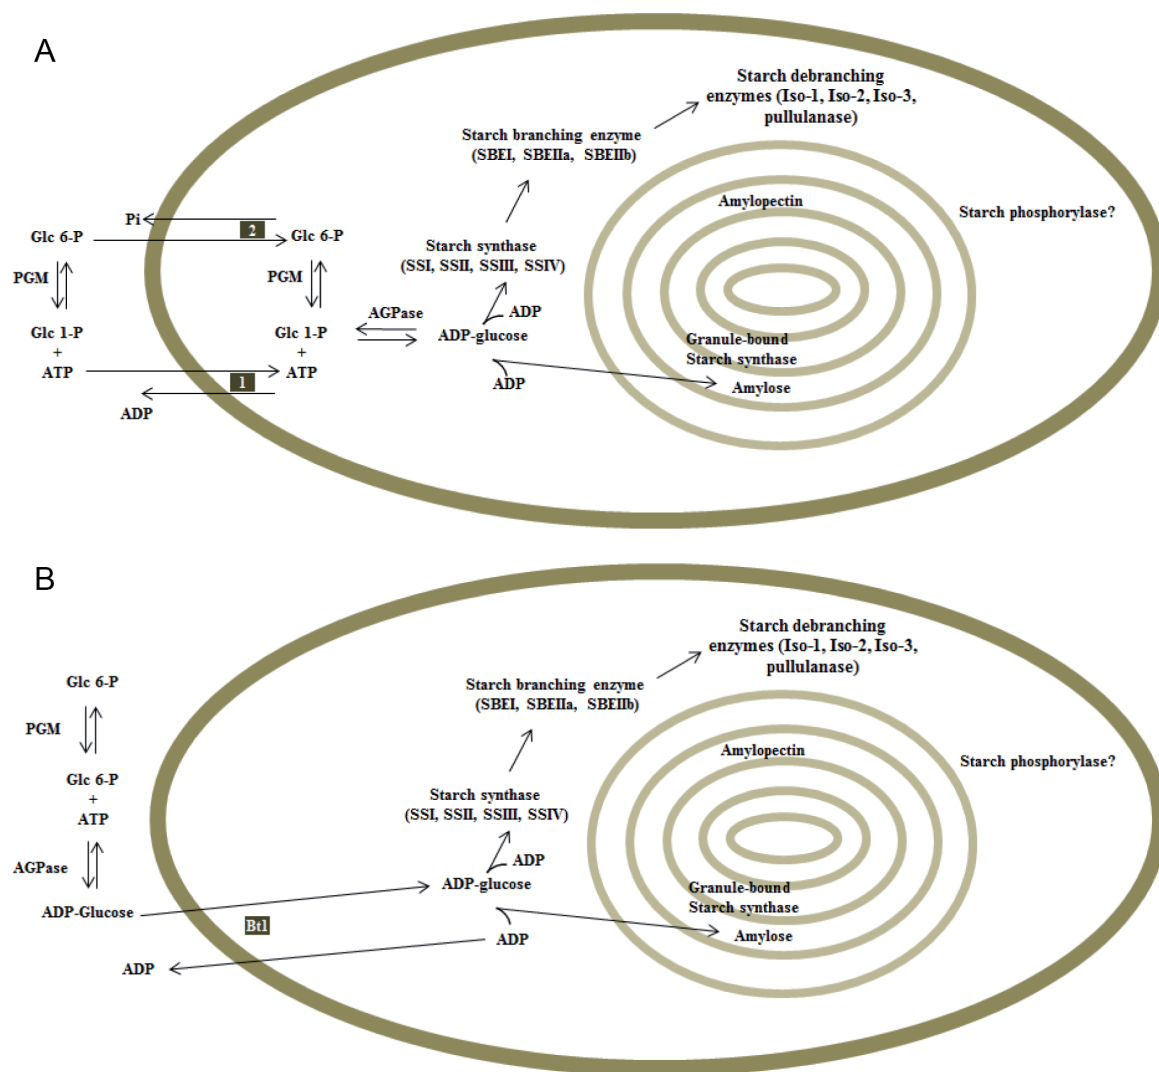 A
Starch debranching
enzymes (Iso-1, Iso-2, Iso-3,
pullulanase)
Starch branching enzyme
(SBEI, SBEIIa, SBEIIb)
Amylopectin
Starch phosphorylase?
Pi
2
Glc 6-P
Glc 6-P
Starch synthase
(SSI, SSII, SSIII, SSIV)
PGM
PGM
AGPase
ADP
Glc 1-P
+
ATP
Glc 1-P
+
ATP
ADP-glucose
Granule-bound
Starch synthase
1
ADP
Amylose
ADP
B
Starch debranching
enzymes (Iso-1, Iso-2, Iso-3,
pullulanase)
Glc 6-P
Starch branching enzyme
(SBEI, SBEIIa, SBEIIb)
PGM
Amylopectin
Starch phosphorylase?
Glc 6-P
+
ATP
Starch synthase
(SSI, SSII, SSIII, SSIV)
AGPase
ADP
ADP-glucose
Granule-bound
Starch synthase
ADP-Glucose
Bt1
ADP
Amylose
ADP